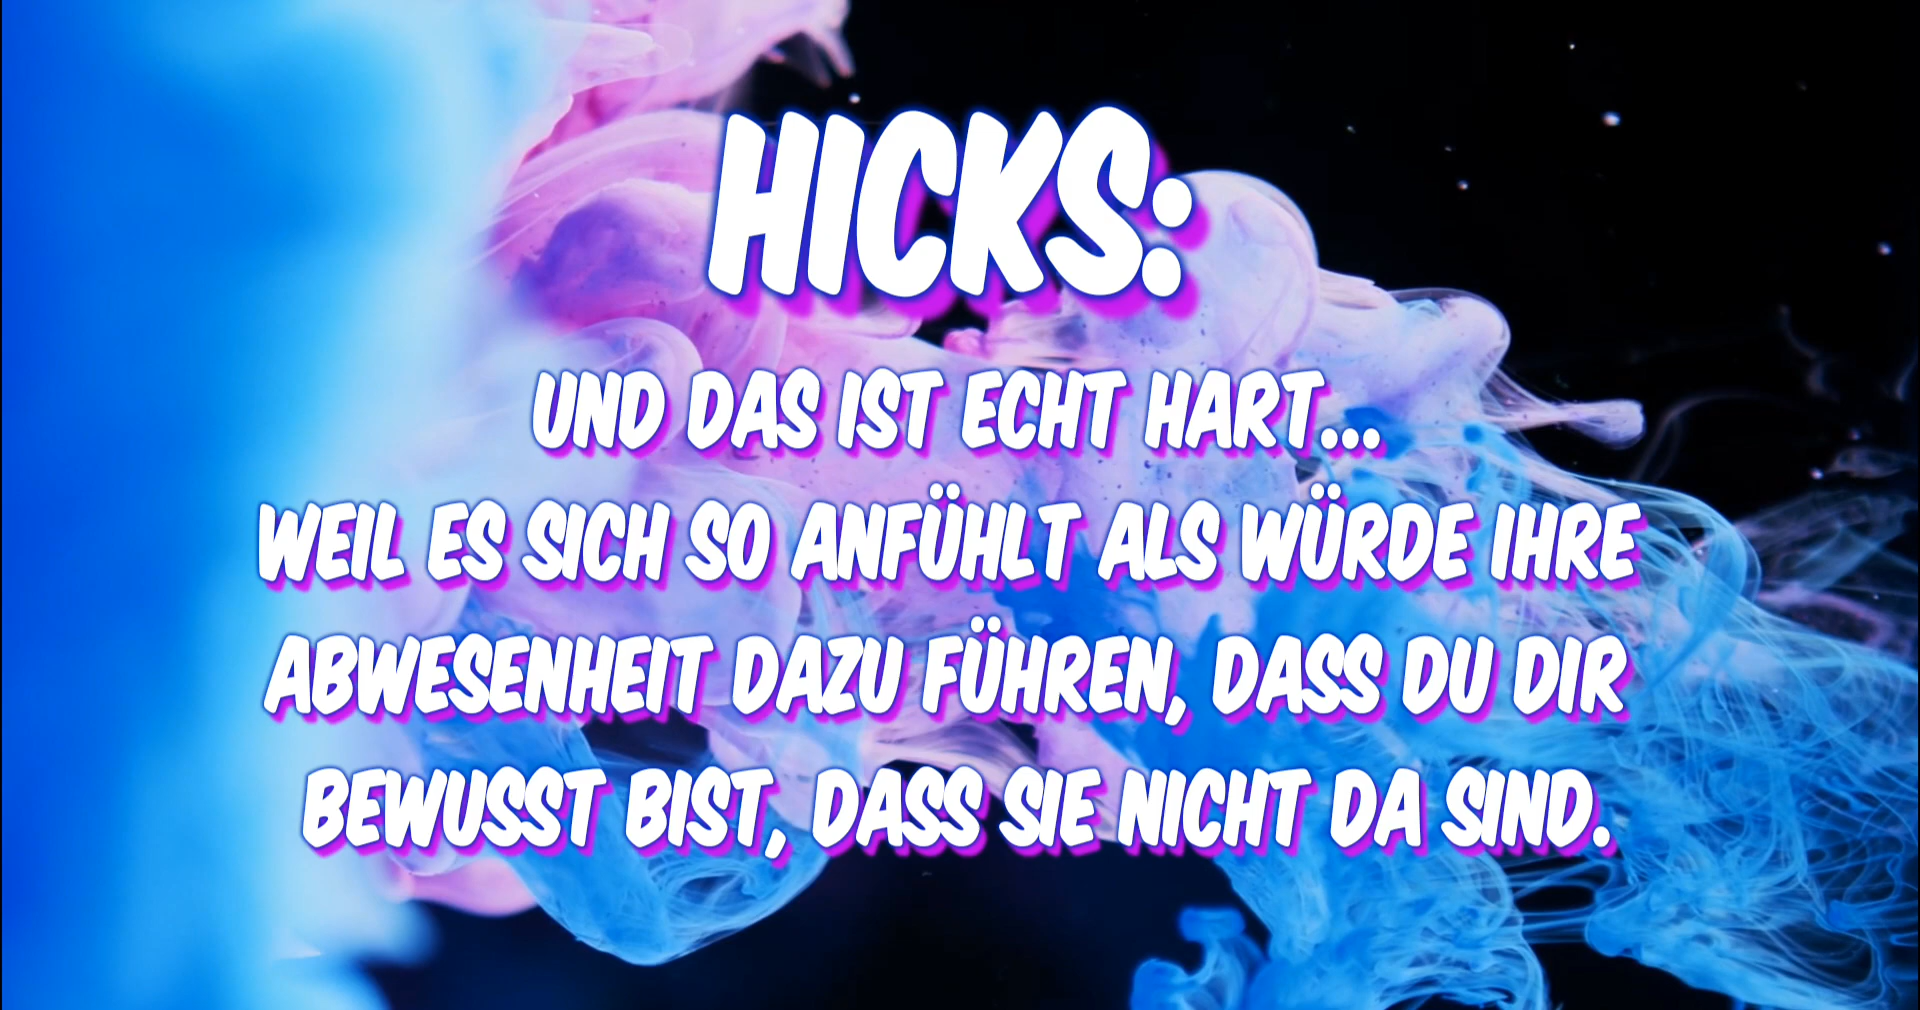 HICKS:
UND DAS IST ECHT HART...
WEIL ES SICH SO ANFÜHLT ALS WÜRDE IHRE
ABWESENHEIT DAZU FÜHREN, DASS DU DIR
BEWUSST BIST, DASS SIE NICHT DA SIND.